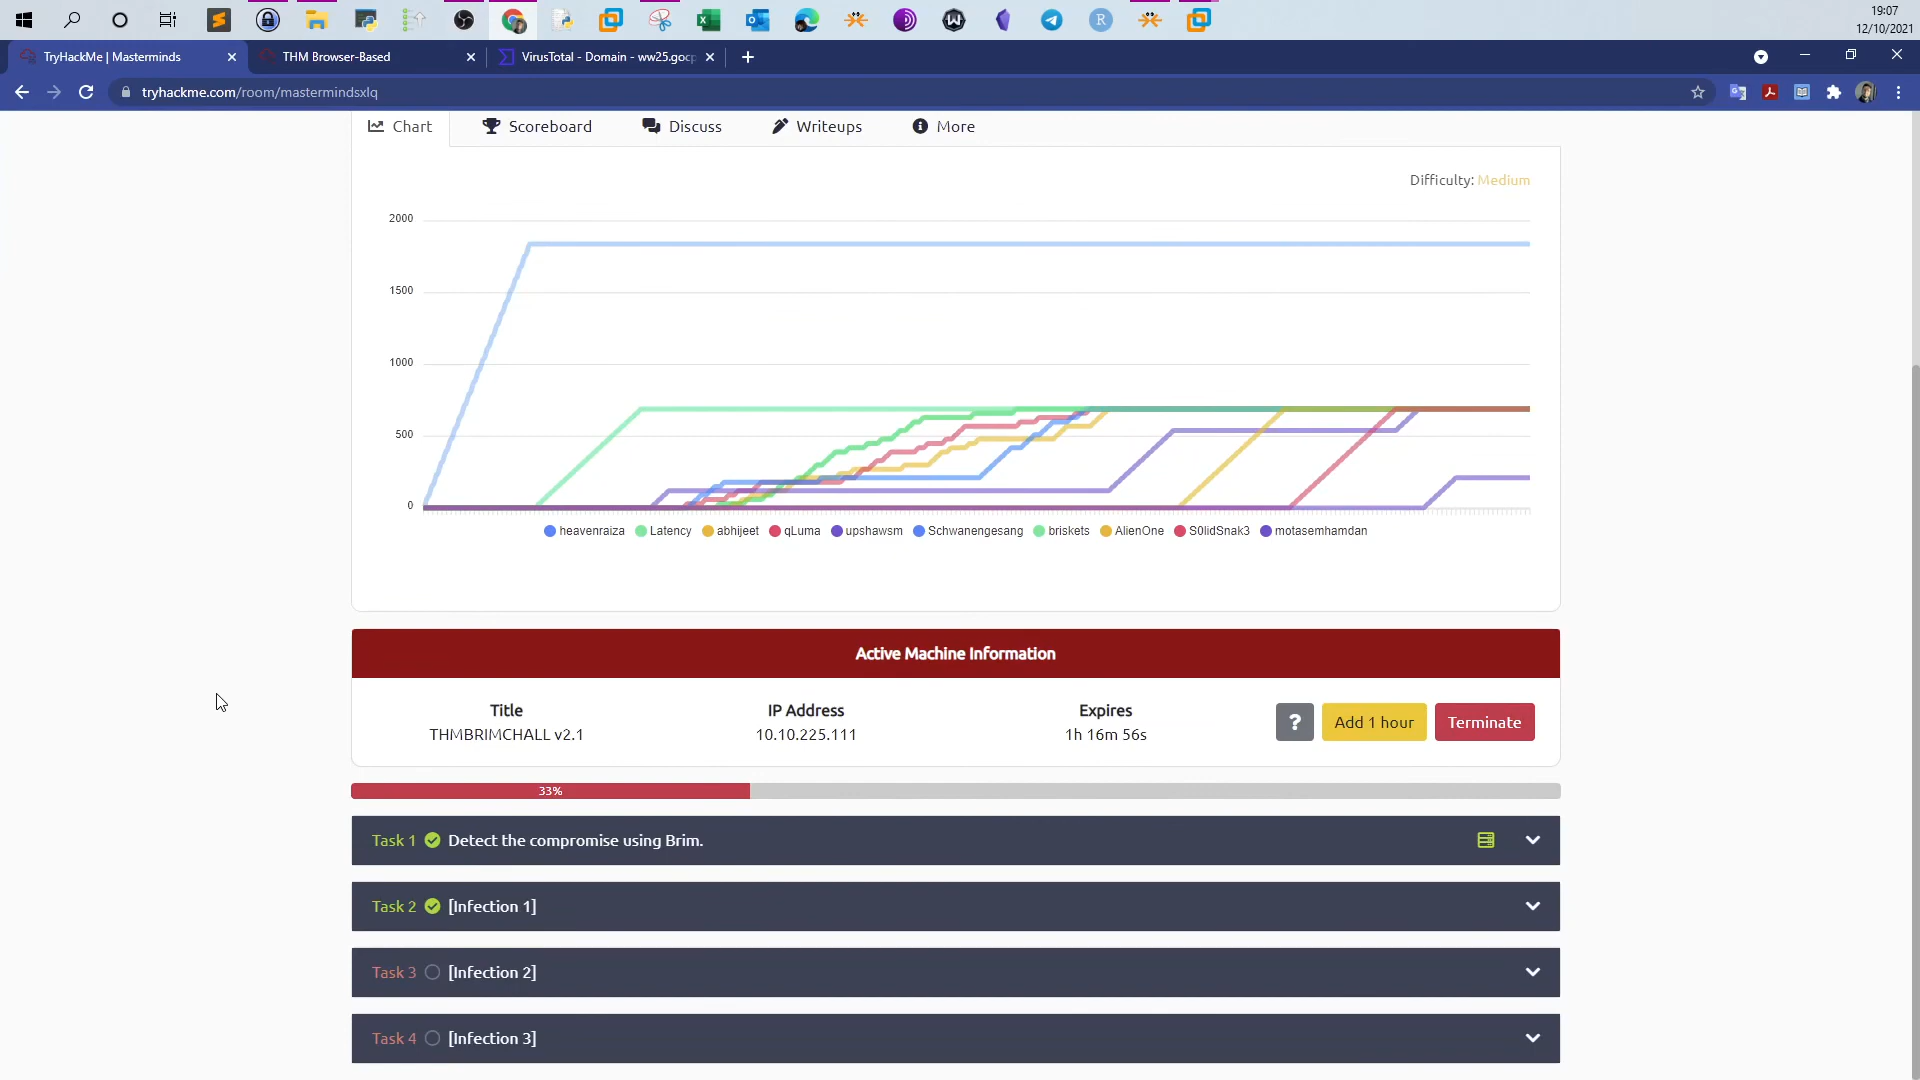 19:07
12/10/2021
TryHackMe | Masterminds
THM Browser-Based
VirusTotal - Domain - ww25.gocp
tryhackme.com/room/mastermindsxlq
Chart
Scoreboard
Discuss
Writeups
More
Difficulty: Medium
2000
1500
1000
500
0
heavenraiza Latency abhijeet qLuma upshawsm Schwanengesang briskets AlienOne S0lidSnak3 motasemhamdan
Active Machine Information
Title
IP Address
Expires
THMBRIMCHALL v2.1
10.10.225.111
1h 16m 56s
?
Add 1 hour
Terminate
33%
Task 1 Detect the compromise using Brim.
Task 2 [Infection 1]
Task 3 [Infection 2]
Task 4 [Infection 3]